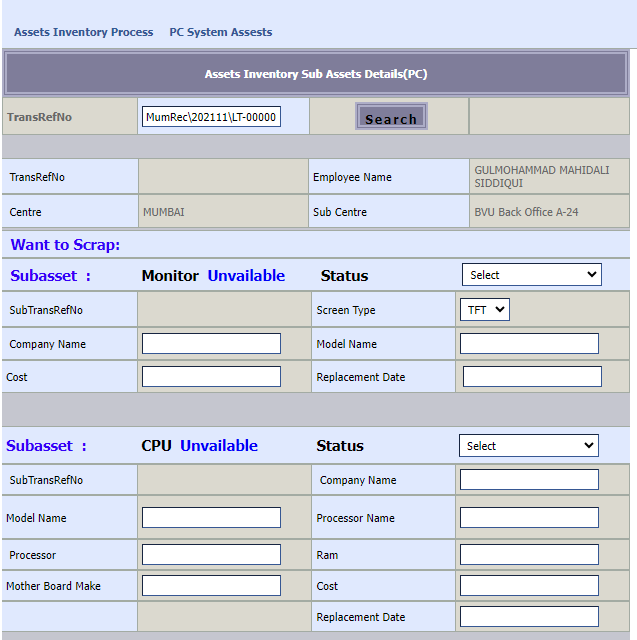 Assets Inventory Process PC System Assests
Assets Inventory Sub Assets Details(PC)
TransRefNo MumRec\202111\LT-00000 Search
TransRefNo Employee Name GULMOHAMMAD MAHIDALI
SIDDIQUI
Centre MUMBAI Sub Centre BVU Back Office A-24
Want to Scrap:
Subasset : Monitor Unvailable Status Select
SubTransRefNo Screen Type TFT
Company Name Model Name
Cost Replacement Date
Subasset : CPU Unvailable Status Select
SubTransRefNo Company Name
Model Name Processor Name
Processor Ram
Mother Board Make Cost
Replacement Date